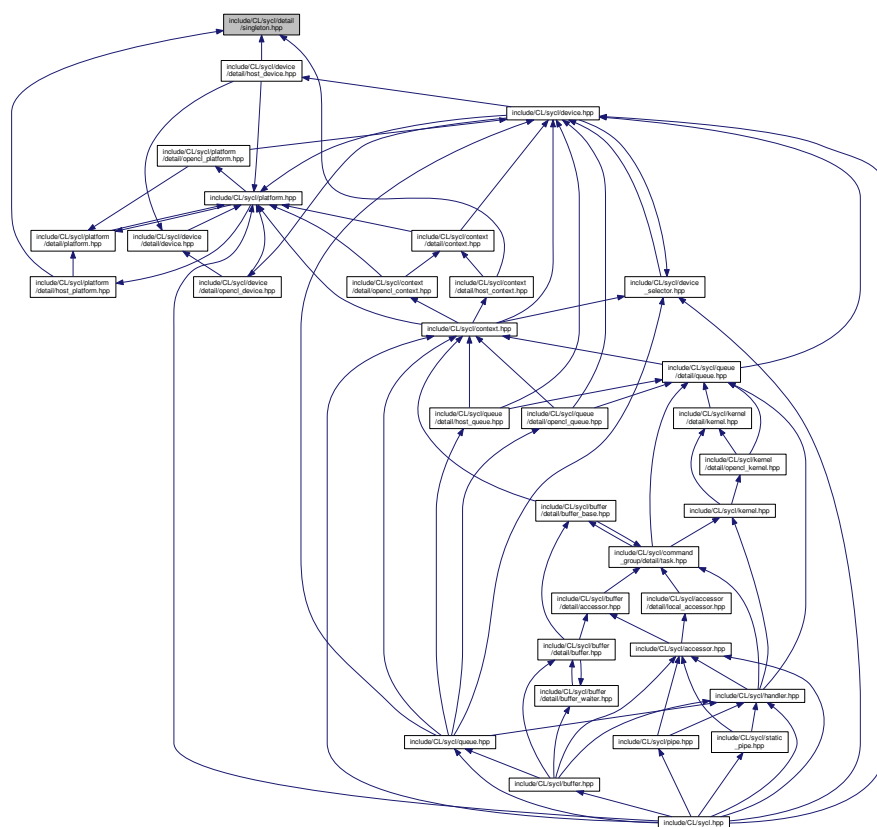 include/CL/sycl/detail
/singleton.hpp
include/CL/sycl/device
/detail/host_device.hpp
include/CL/sycl/device.hpp
include/CL/sycl/platform
/detail/opencl_platform.hpp
include/CL/sycl/platform.hpp
include/CL/sycl/platform
/detail/platform.hpp
include/CL/sycl/device
/detail/device.hpp
include/CL/sycl/context
/detail/context.hpp
include/CL/sycl/platform
/detail/host_platform.hpp
include/CL/sycl/device
/detail/opencl_device.hpp
include/CL/sycl/context
/detail/opencl_context.hpp
include/CL/sycl/context
/detail/host_context.hpp
include/CL/sycl/device
_selector.hpp
include/CL/sycl/context.hpp
include/CL/sycl/queue
/detail/queue.hpp
include/CL/sycl/queue
/detail/host_queue.hpp
include/CL/sycl/queue
/detail/opencl_queue.hpp
include/CL/sycl/kernel
/detail/kernel.hpp
include/CL/sycl/kernel
/detail/opencl_kernel.hpp
include/CL/sycl/buffer
/detail/buffer_base.hpp
include/CL/sycl/kernel.hpp
include/CL/sycl/command
_group/detail/task.hpp
include/CL/sycl/buffer
/detail/accessor.hpp
include/CL/sycl/accessor
/detail/local_accessor.hpp
include/CL/sycl/buffer
/detail/buffer.hpp
include/CL/sycl/accessor.hpp
include/CL/sycl/buffer
/detail/buffer_waiter.hpp
include/CL/sycl/handler.hpp
include/CL/sycl/queue.hpp
include/CL/sycl/pipe.hpp
include/CL/sycl/static
_pipe.hpp
include/CL/sycl/buffer.hpp
include/CL/sycl.hpp